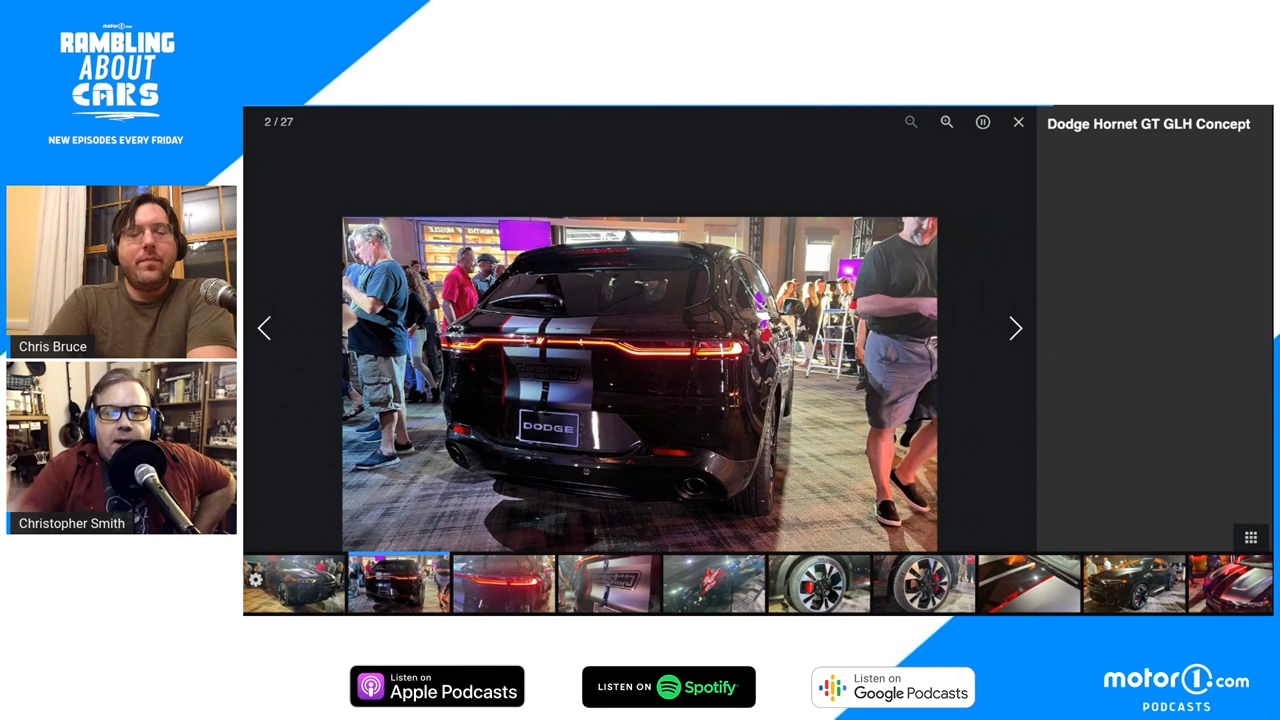 motor1.com
RAMBLING
ABOUT
CARS
NEW EPISODES EVERY FRIDAY
2 / 27
Dodge Hornet GT GLH Concept
DODGE
Chris Bruce
Christopher Smith
Listen on
Apple Podcasts
LISTEN ON
Spotify
Listen on
Google Podcasts
motor1.com
PODCASTS